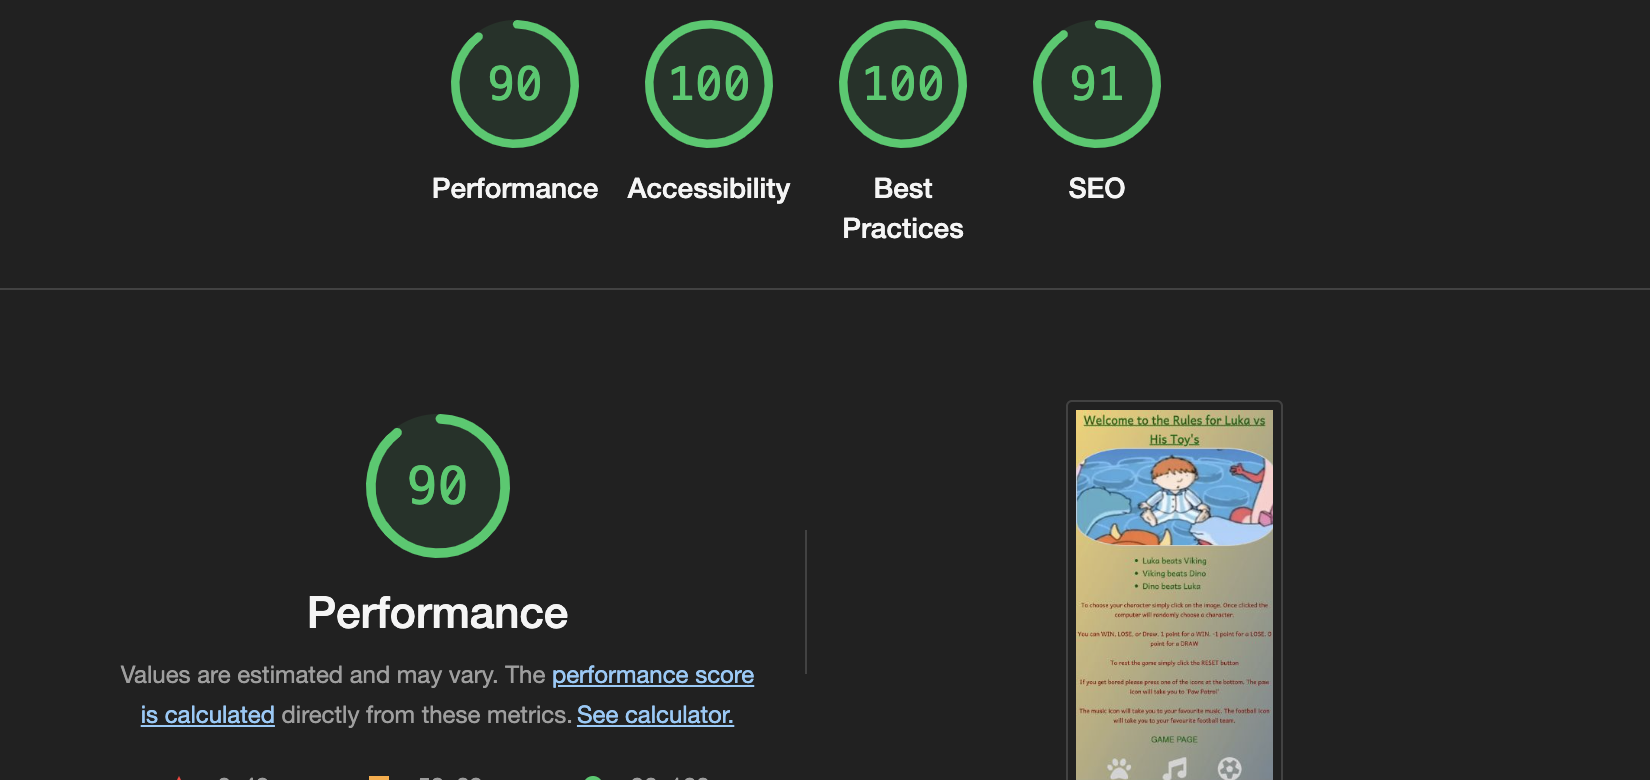 90
100
100
91
Performance
Accessibility
Best
Practices
SEO
90
Performance
Values are estimated and may vary. The performance score
is calculated directly from these metrics. See calculator.
Welcome to the Rules for Luka vs
His Toy's
• Luka beats Viking
• Viking beats Dino
• Dino beats Luka
To choose your character simply click on the image. Once clicked the
computer will randomly choose a character.
You can WIN, LOSE, or Draw. 1 point for a WIN, -1 point for a LOSE, 0
point for a DRAW
To rest the game simply click the RESET button
If you get bored please press one of the icons at the bottom. The paw
icon will take you to 'Paw Patrol'
The music icon will take you to your favourite music. The football icon
will take you to your favourite football team.
GAME PAGE